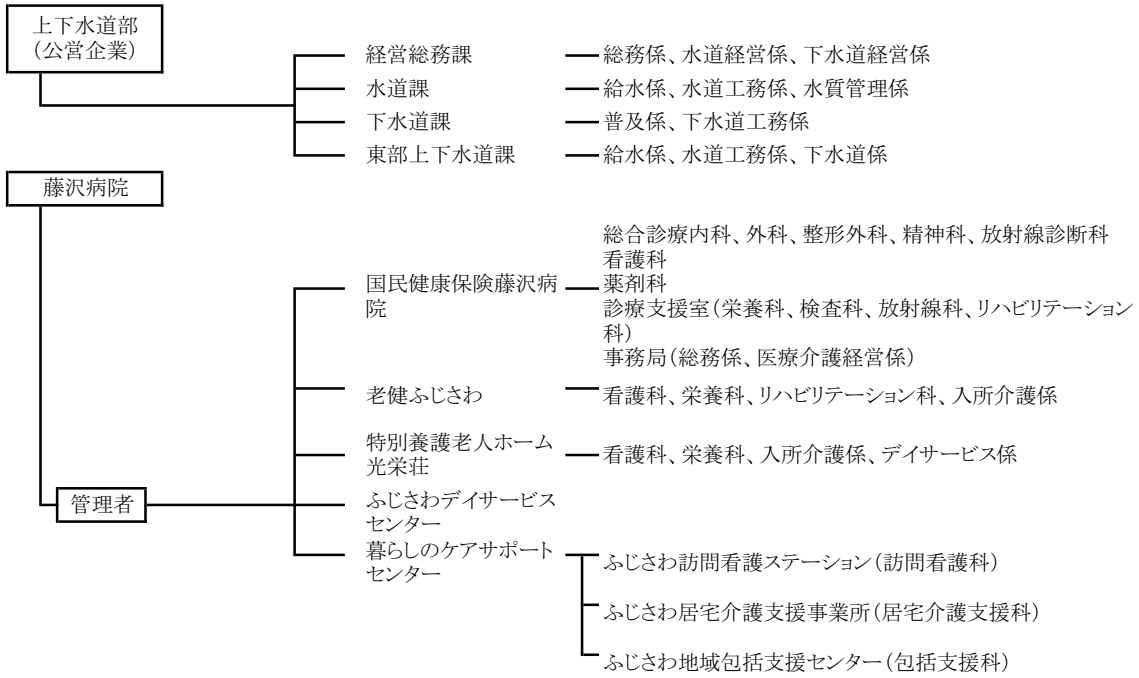 上下水道部
(公営企業)
経営総務課
総務係、水道経営係、下水道経営係
水道課
給水係、水道工務係、水質管理係
下水道課
普及係、下水道工務係
東部上下水道課
給水係、水道工務係、下水道係
藤沢病院
総合診療内科、外科、整形外科、精神科、放射線診断科
看護科
国民健康保険藤沢病
院
薬剤科
診療支援室(栄養科、検査科、放射線科、リハビリテーション
科)
事務局(総務係、医療介護経営係)
老健ふじさわ
看護科、栄養科、リハビリテーション科、入所介護係
特別養護老人ホーム
光栄荘
看護科、栄養科、入所介護係、デイサービス係
管理者
ふじさわデイサービス
センター
暮らしのケアサポート
センター
ふじさわ訪問看護ステーション(訪問看護科)
ふじさわ居宅介護支援事業所(居宅介護支援科)
ふじさわ地域包括支援センター(包括支援科)